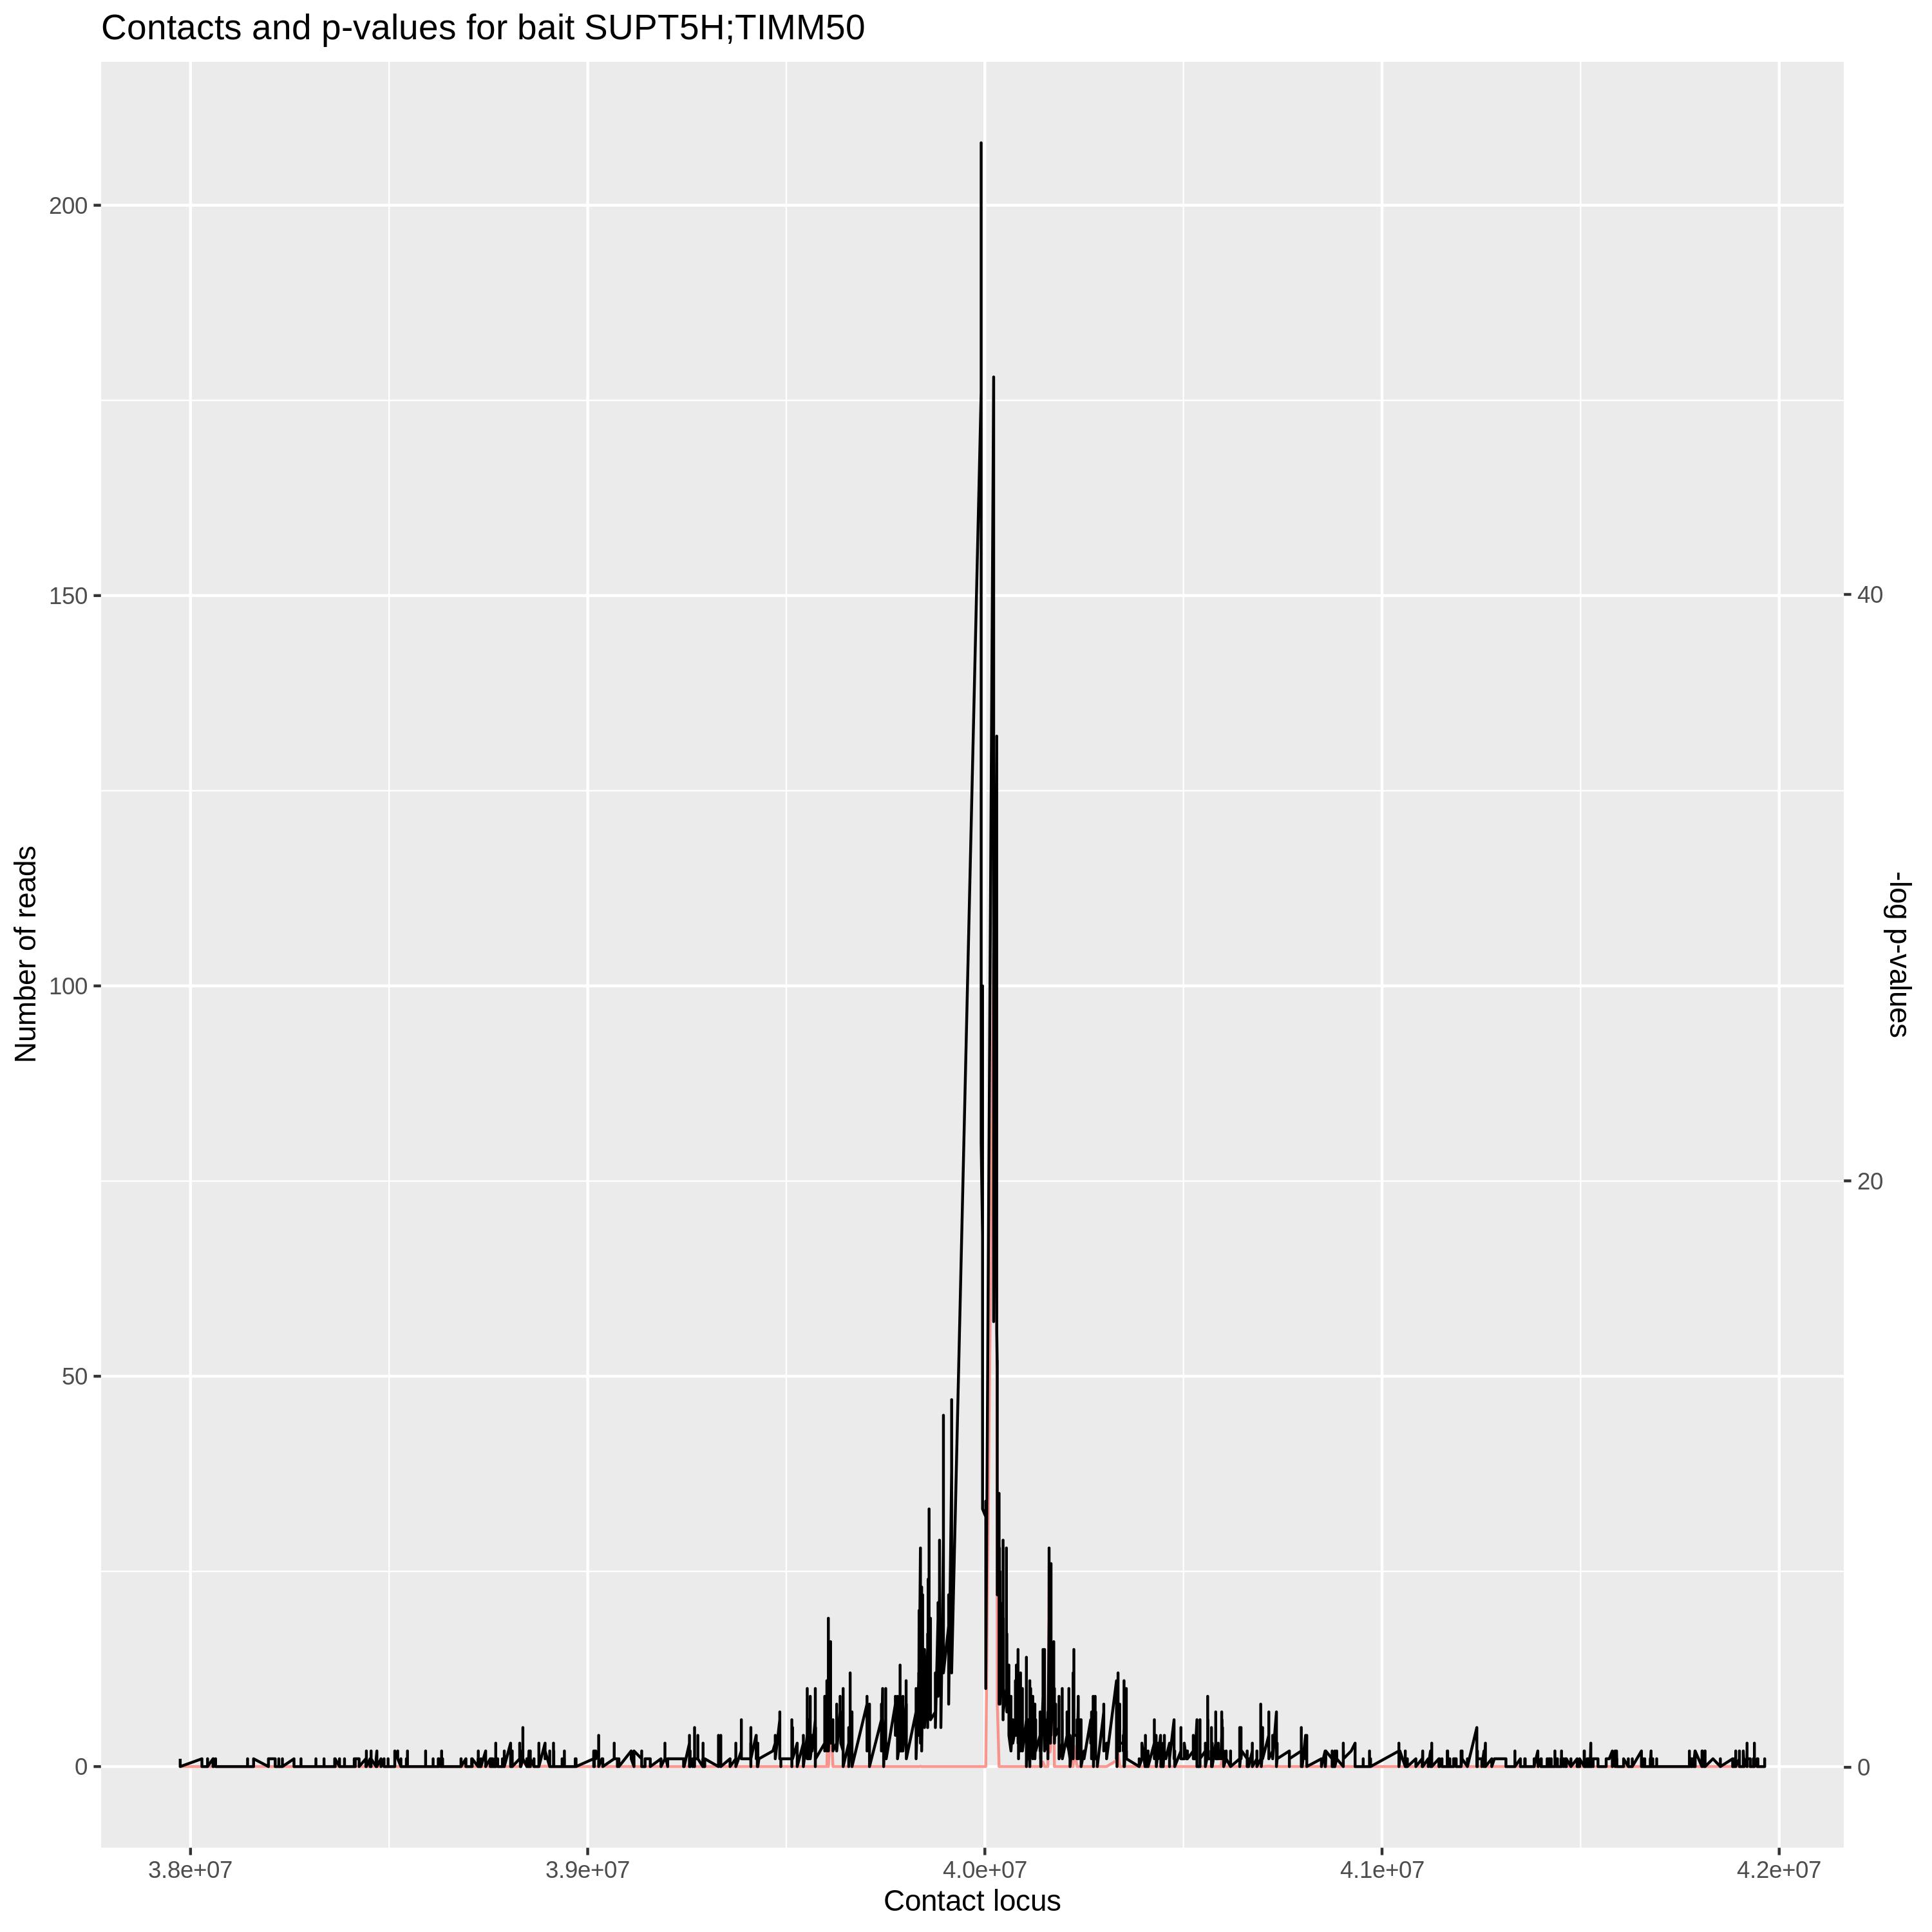 Contacts and p-values for bait SUPT5H;TIMM50
200
150
100
50
0
Number of reads
40
20
0
-log p-values
3.8e+07
3.9e+07
4.0e+07
4.1e+07
4.2e+07
Contact locus